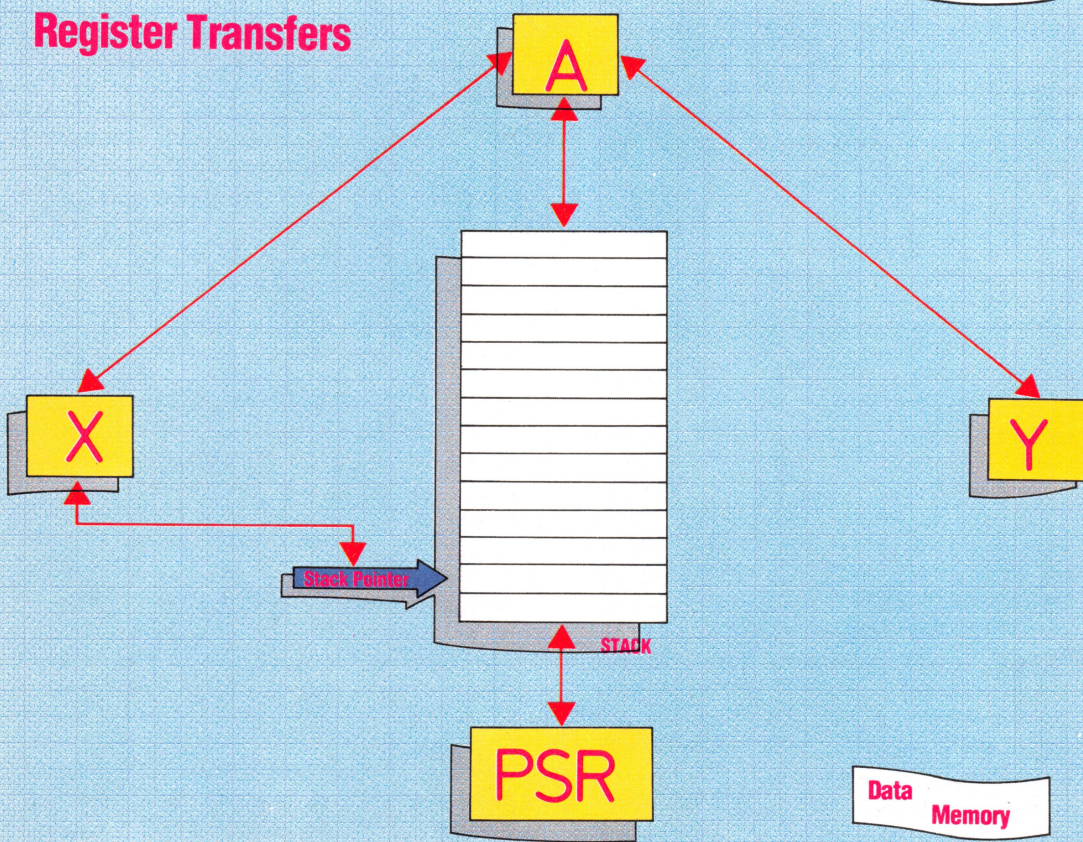 Register Transfers
A
X
Y
Stack Pointer
STACK
PSR
Data
Memory